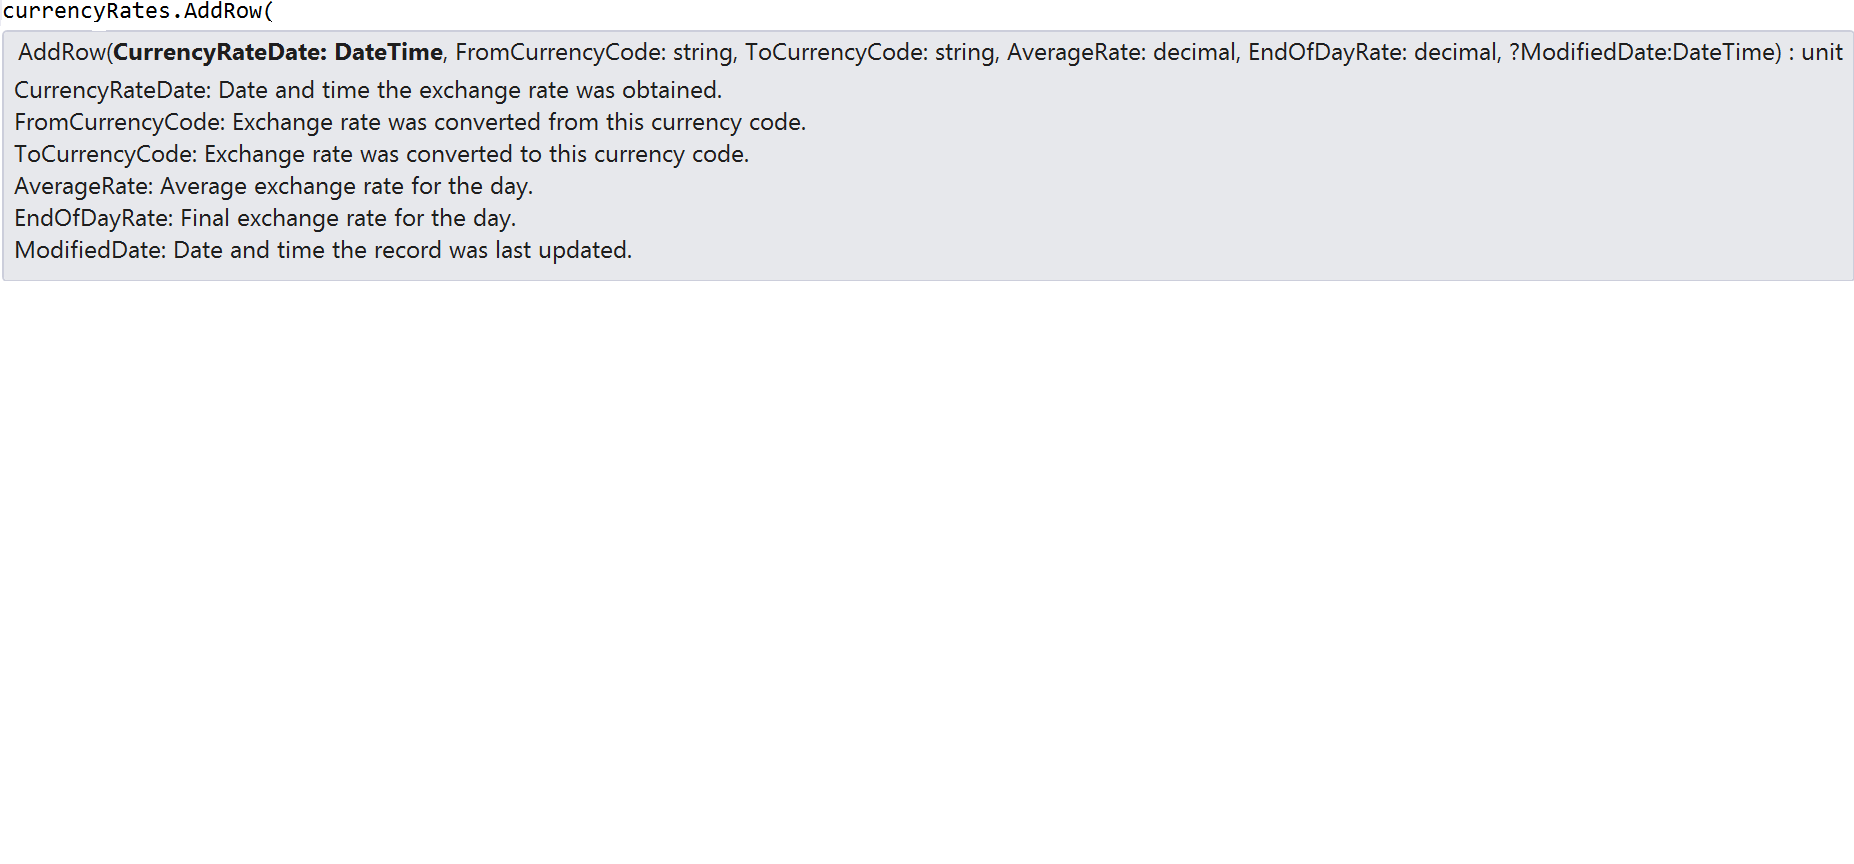 currencyRates.AddRow(
AddRow(CurrencyRateDate: DateTime, FromCurrencyCode: string, ToCurrencyCode: string, AverageRate: decimal, EndOfDayRate: decimal, ?ModifiedDate:DateTime) : unit
CurrencyRateDate: Date and time the exchange rate was obtained.
FromCurrencyCode: Exchange rate was converted from this currency code.
ToCurrencyCode: Exchange rate was converted to this currency code.
AverageRate: Average exchange rate for the day.
EndOfDayRate: Final exchange rate for the day.
ModifiedDate: Date and time the record was last updated.